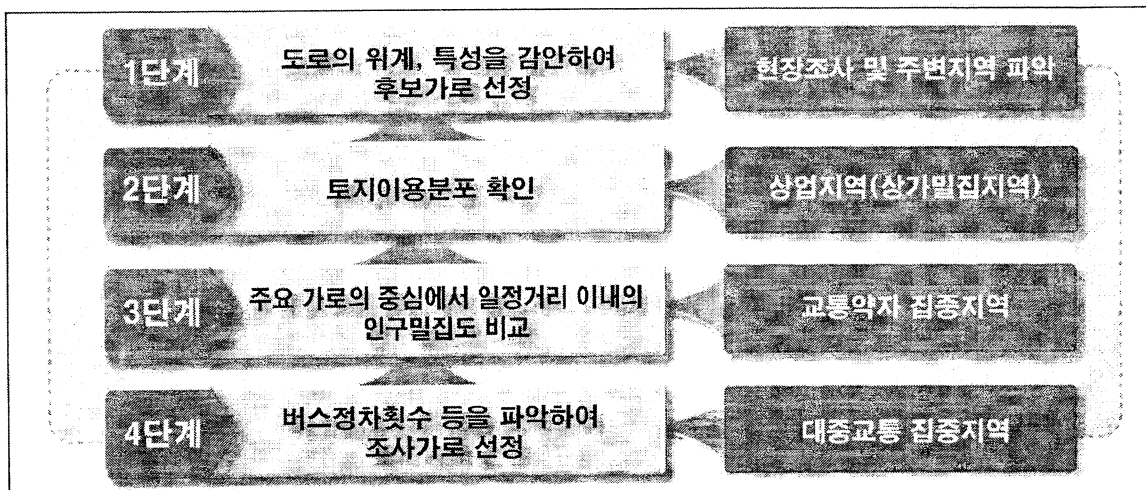 1단계
도로의 위계, 특성을 감안하여
후보가로 선정
현장조사 및 주변지역 파악
2단계
토지이용분포 확인
상업지역(상가밀집지역)
3단계
주요 가로의 중심에서 일정거리 이내의
인구밀집도 비교
교통약자 집중지역
4단계
버스정차횟수 등을 파악하여
조사가로 선정
대중교통 집중지역